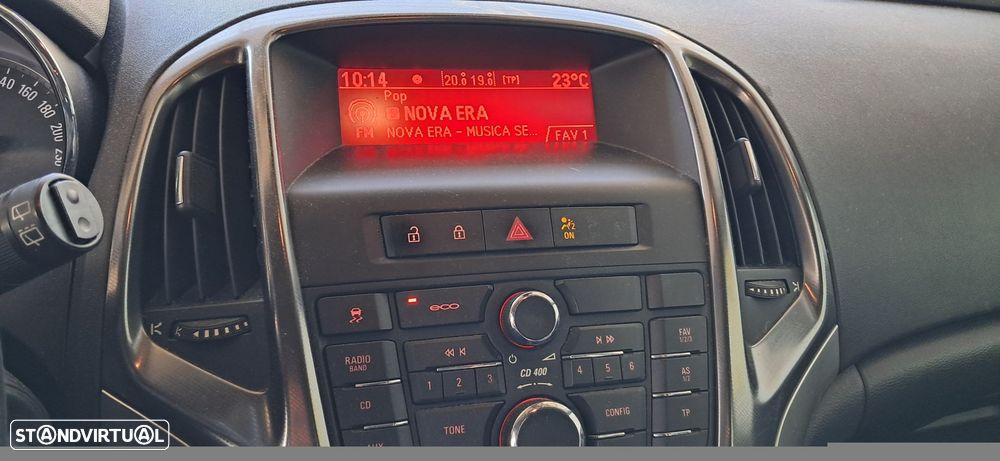 10:14 20.0 19.0 [TP] 23°C
Pop
NOVA ERA
FM NOVA ERA - MUSICA SE... FAV 1
140 160 180 200
2
ON
eco
RADIO
BAND
1 2 3
CD 400
4 5 6
FAV
1/2/3
AS
1/2
CD
TONE
CONFIG
TP
AUX
STANDVIRTUAL